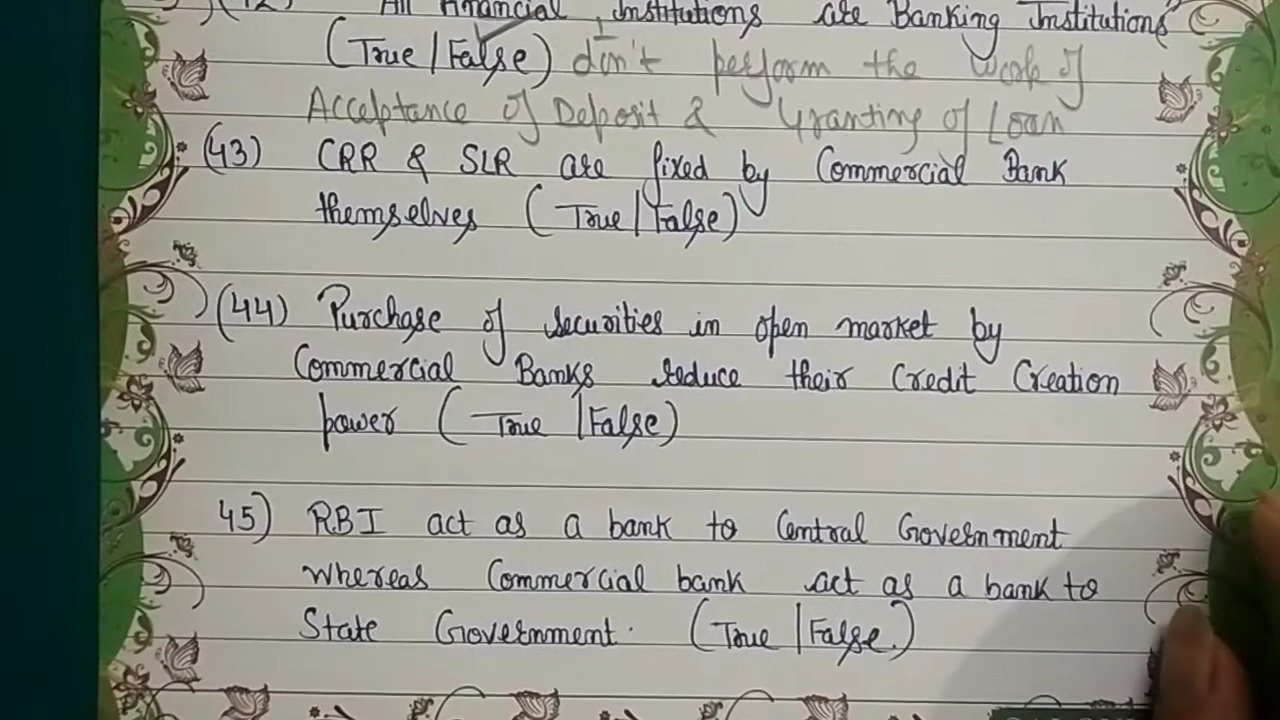 (42) All Financial Institutions are Banking Institutions
(True / False) don't perform the work of
Acceptance of Deposit & Granting of Loan
(43) CRR & SLR are fixed by Commercial Bank
themselves (True / False)
(44) Purchase of securities in open market by
Commercial Banks reduce their Credit Creation
power (True / False)
45) RBI act as a bank to Central Government
whereas Commercial bank act as a bank to
State Government. (True / False.)